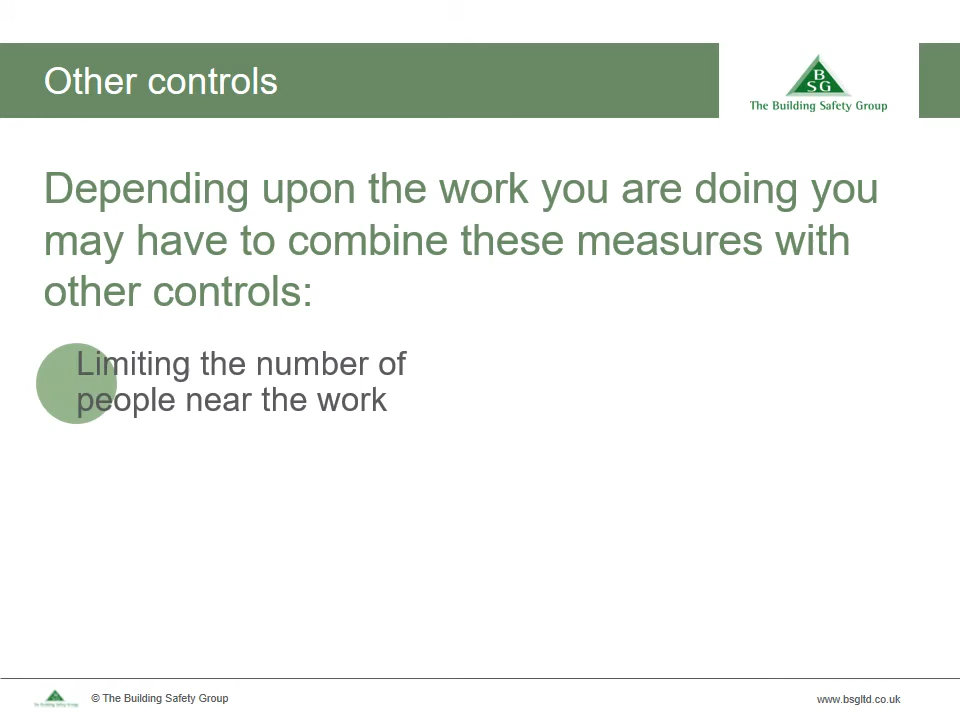 Other controls
B
SG
The Building Safety Group
Depending upon the work you are doing you
may have to combine these measures with
other controls:
Limiting the number of
people near the work
© The Building Safety Group
www.bsgltd.co.uk